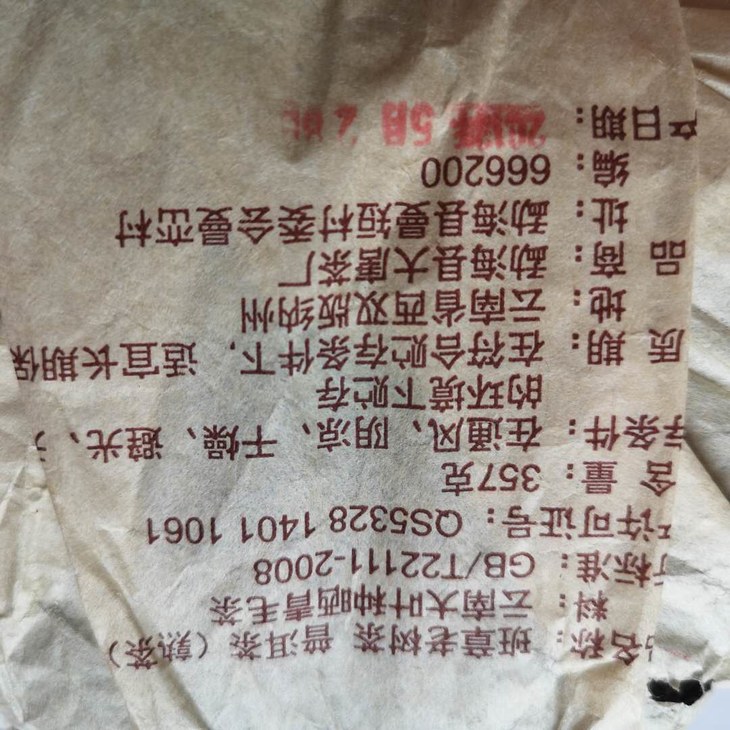 名称：班章老树茶 普洱茶（熟茶）
料：云南大叶种晒青毛茶
标准：GB/T22111-2008
许可证号：QS5328 1401 1061
含 量：357克
条件：在通风、阴凉、干燥、避光、
的环境下贮存
质 期：在符合贮存条件下，适宜长期保
地：云南省西双版纳州
品 商：勐海县大唐茶厂
址：勐海县曼短村委会曼峦村
编：666200
日期：